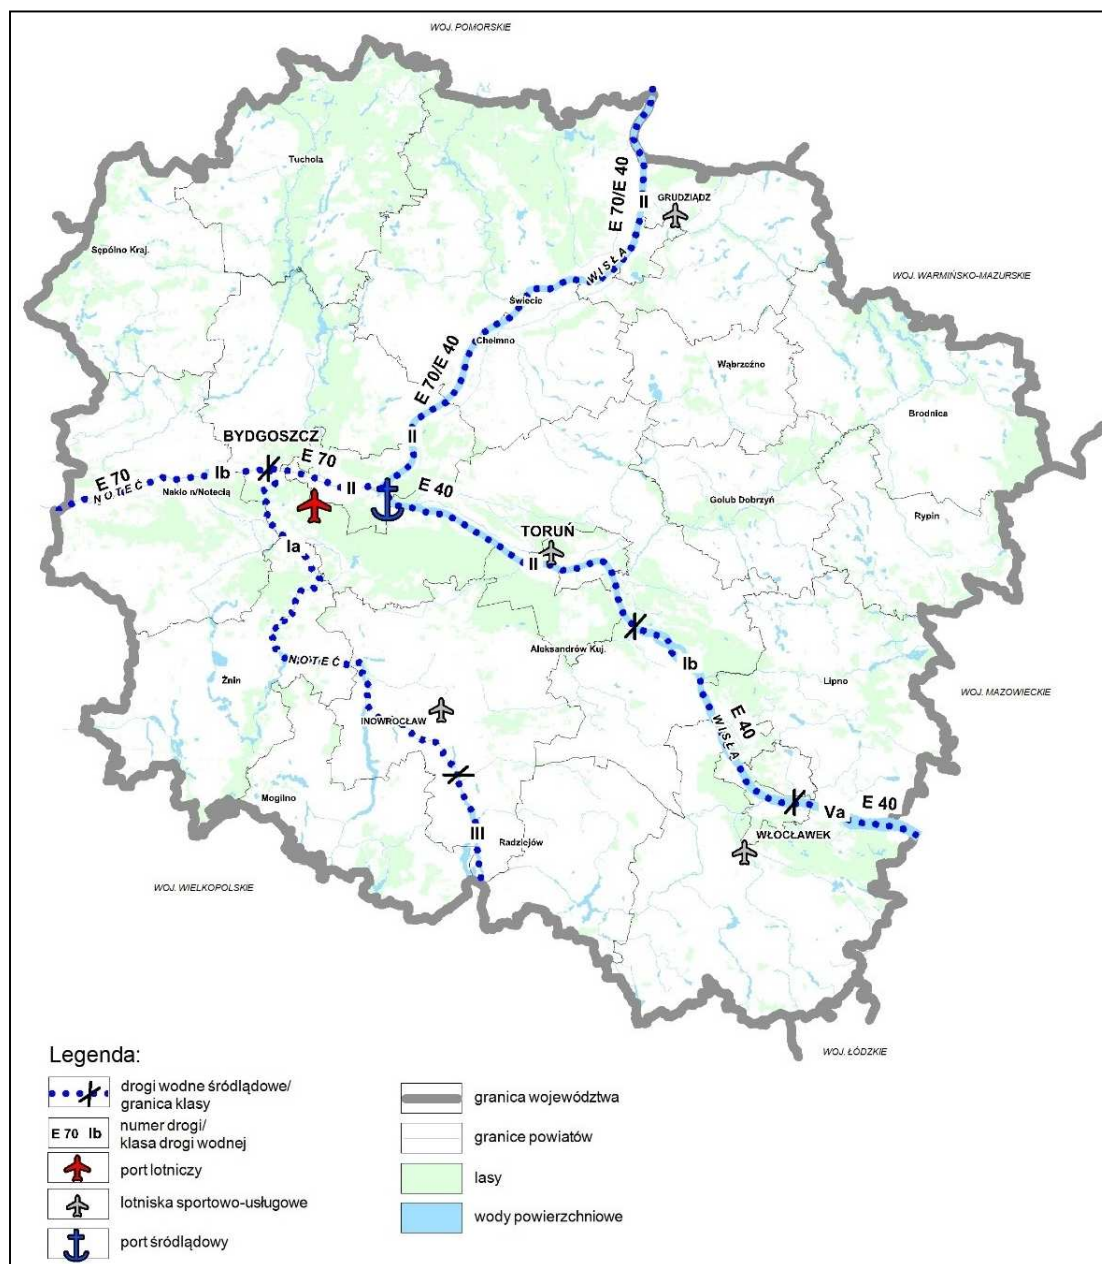 WOJ. POMORSKIE
Tuchola
E 70/E 40
II
GRUDZIĄDZ
Sępólno Kraj.
WISŁA
WOJ. WARMIŃSKO-MAZURSKIE
Świecie
Chełmno
E 70/E 40
Wąbrzeźno
Brodnica
II
BYDGOSZCZ
E 70
E 70
Ib
NOTEĆ
Nakło n/Notecią
II
E 40
Golub Dobrzyń
Rypin
TORUŃ
Ia
II
Aleksandrów Kuj.
NOTEĆ
Ib
Żnin
Lipno
WOJ. MAZOWIECKIE
INOWROCŁAW
E 40
WISŁA
Mogilno
Va
E 40
III
Radziejów
WŁOCŁAWEK
WOJ. WIELKOPOLSKIE
WOJ. ŁÓDZKIE
Legenda:
drogi wodne śródlądowe/
granica klasy
E 70 Ib
numer drogi/
klasa drogi wodnej
port lotniczy
lotniska sportowo-usługowe
port śródlądowy
granica województwa
granice powiatów
lasy
wody powierzchniowe